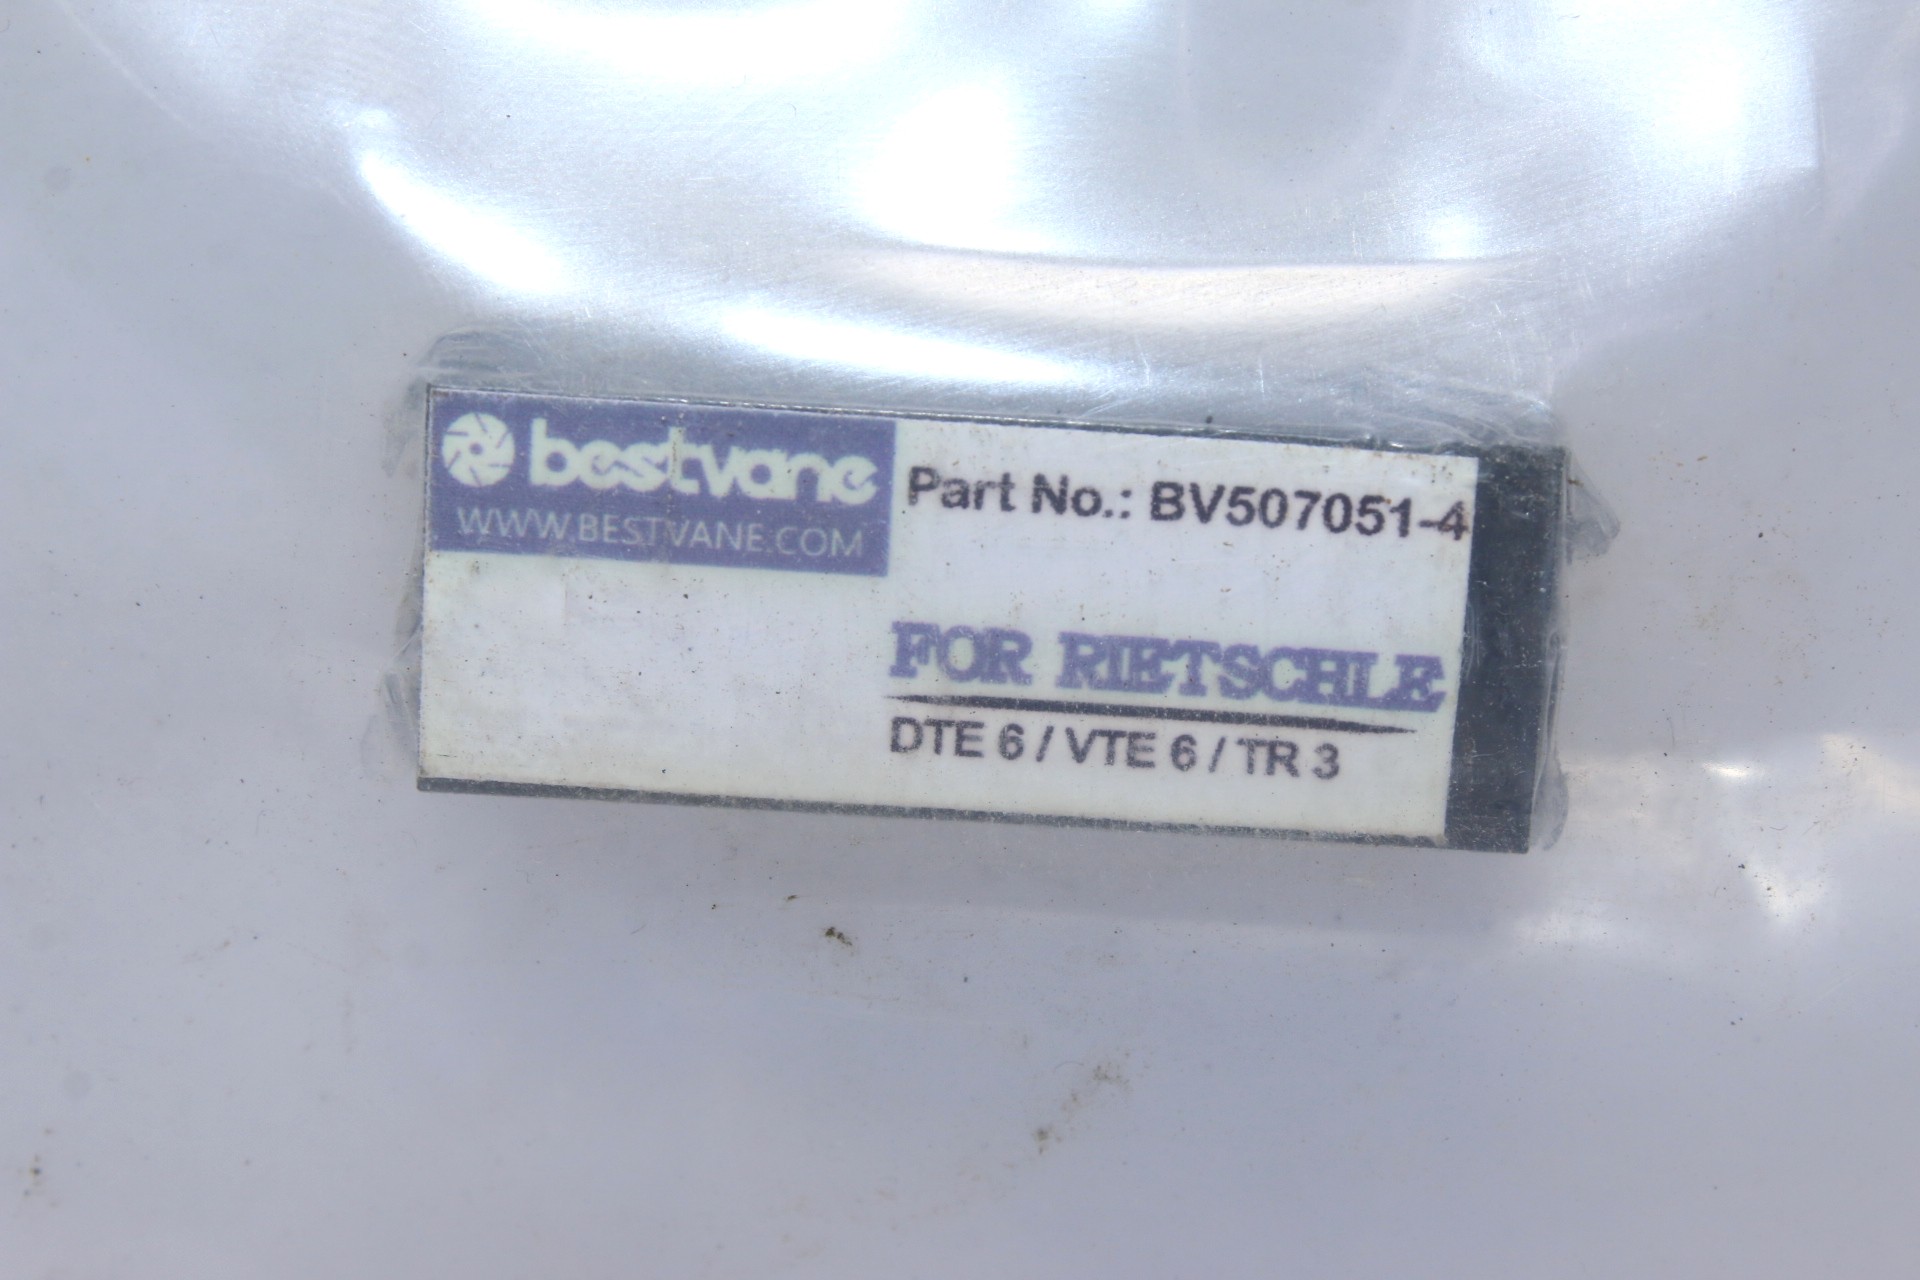 bestvane
WWW.BESTVANE.COM
Part No.: BV507051-4
FOR RIETSCHLE
DTE 6 / VTE 6 / TR 3